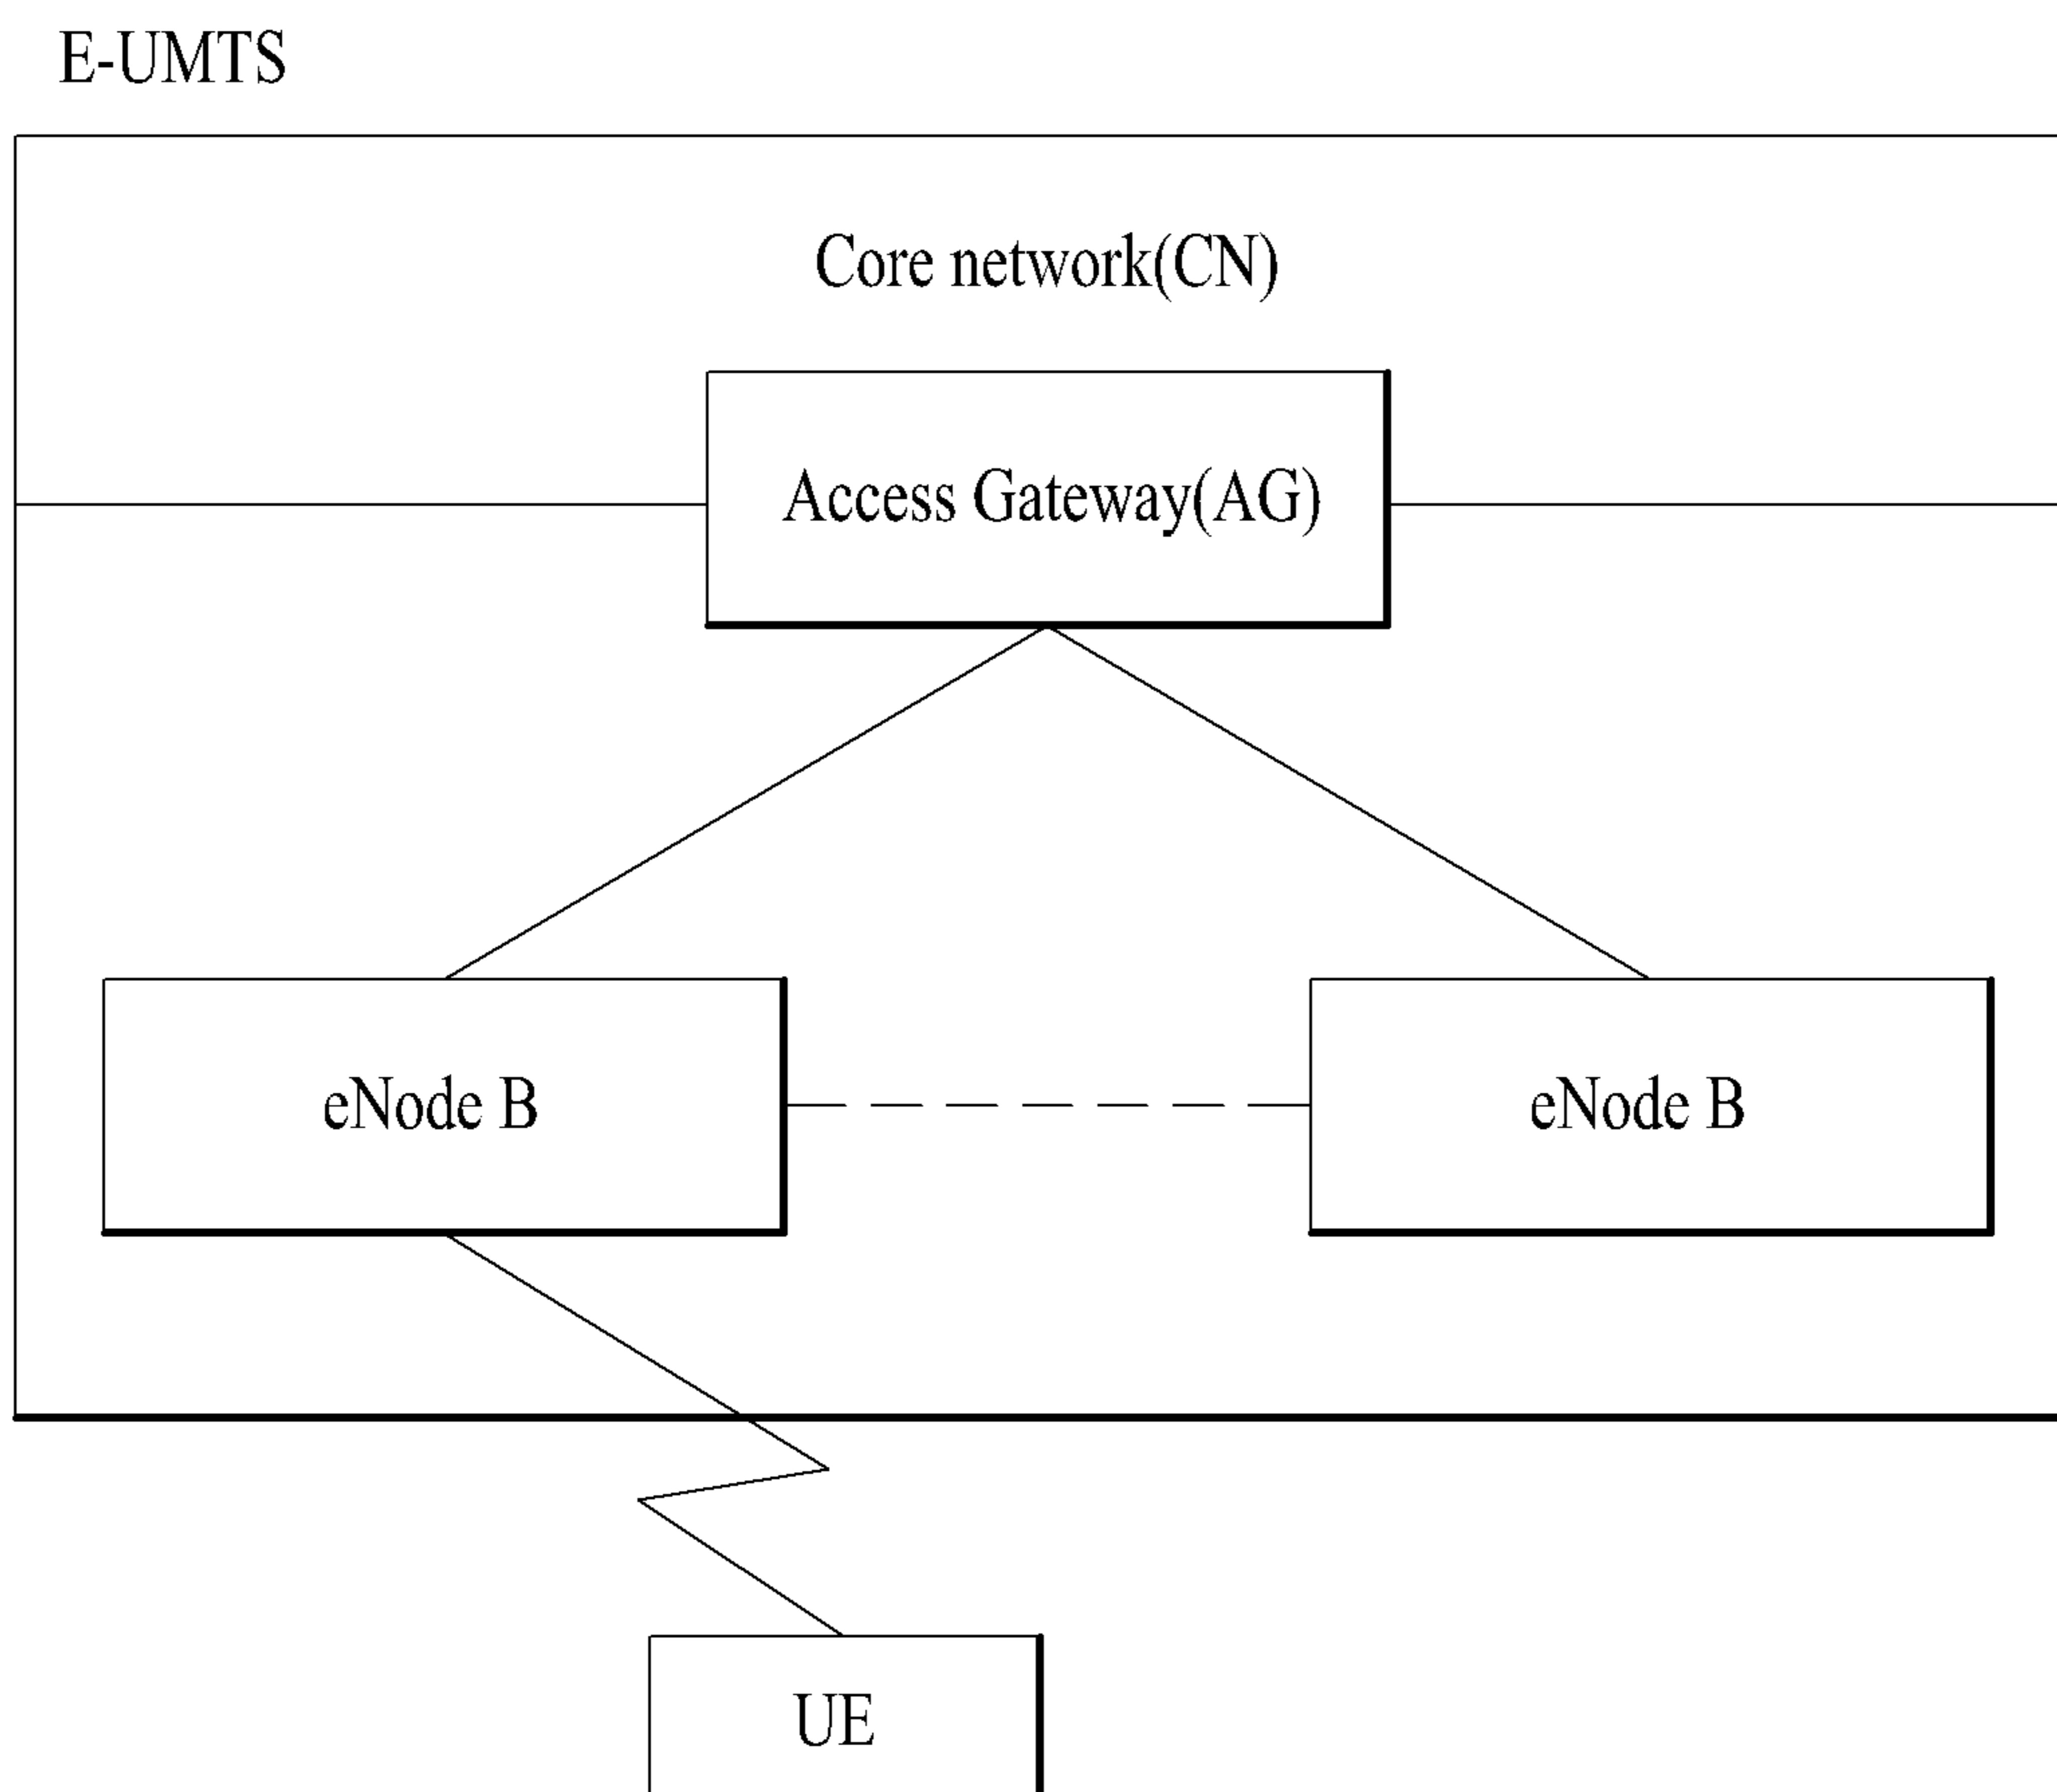 E-UMTS
Core network(CN)
Access Gateway(AG)
eNode B
eNode B
UE